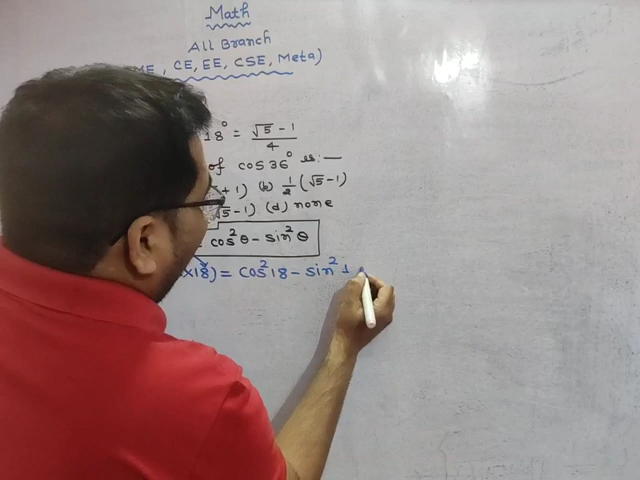 Math
All Branch
ME, CE, EE, CSE, Meta)
18° = √5 - 1 / 4
of cos 36° is: —
+ 1) (b) 1/2 (√5 - 1)
√5 - 1) (d) none
cos²θ - sin²θ
×18) = cos²18 - sin² 1